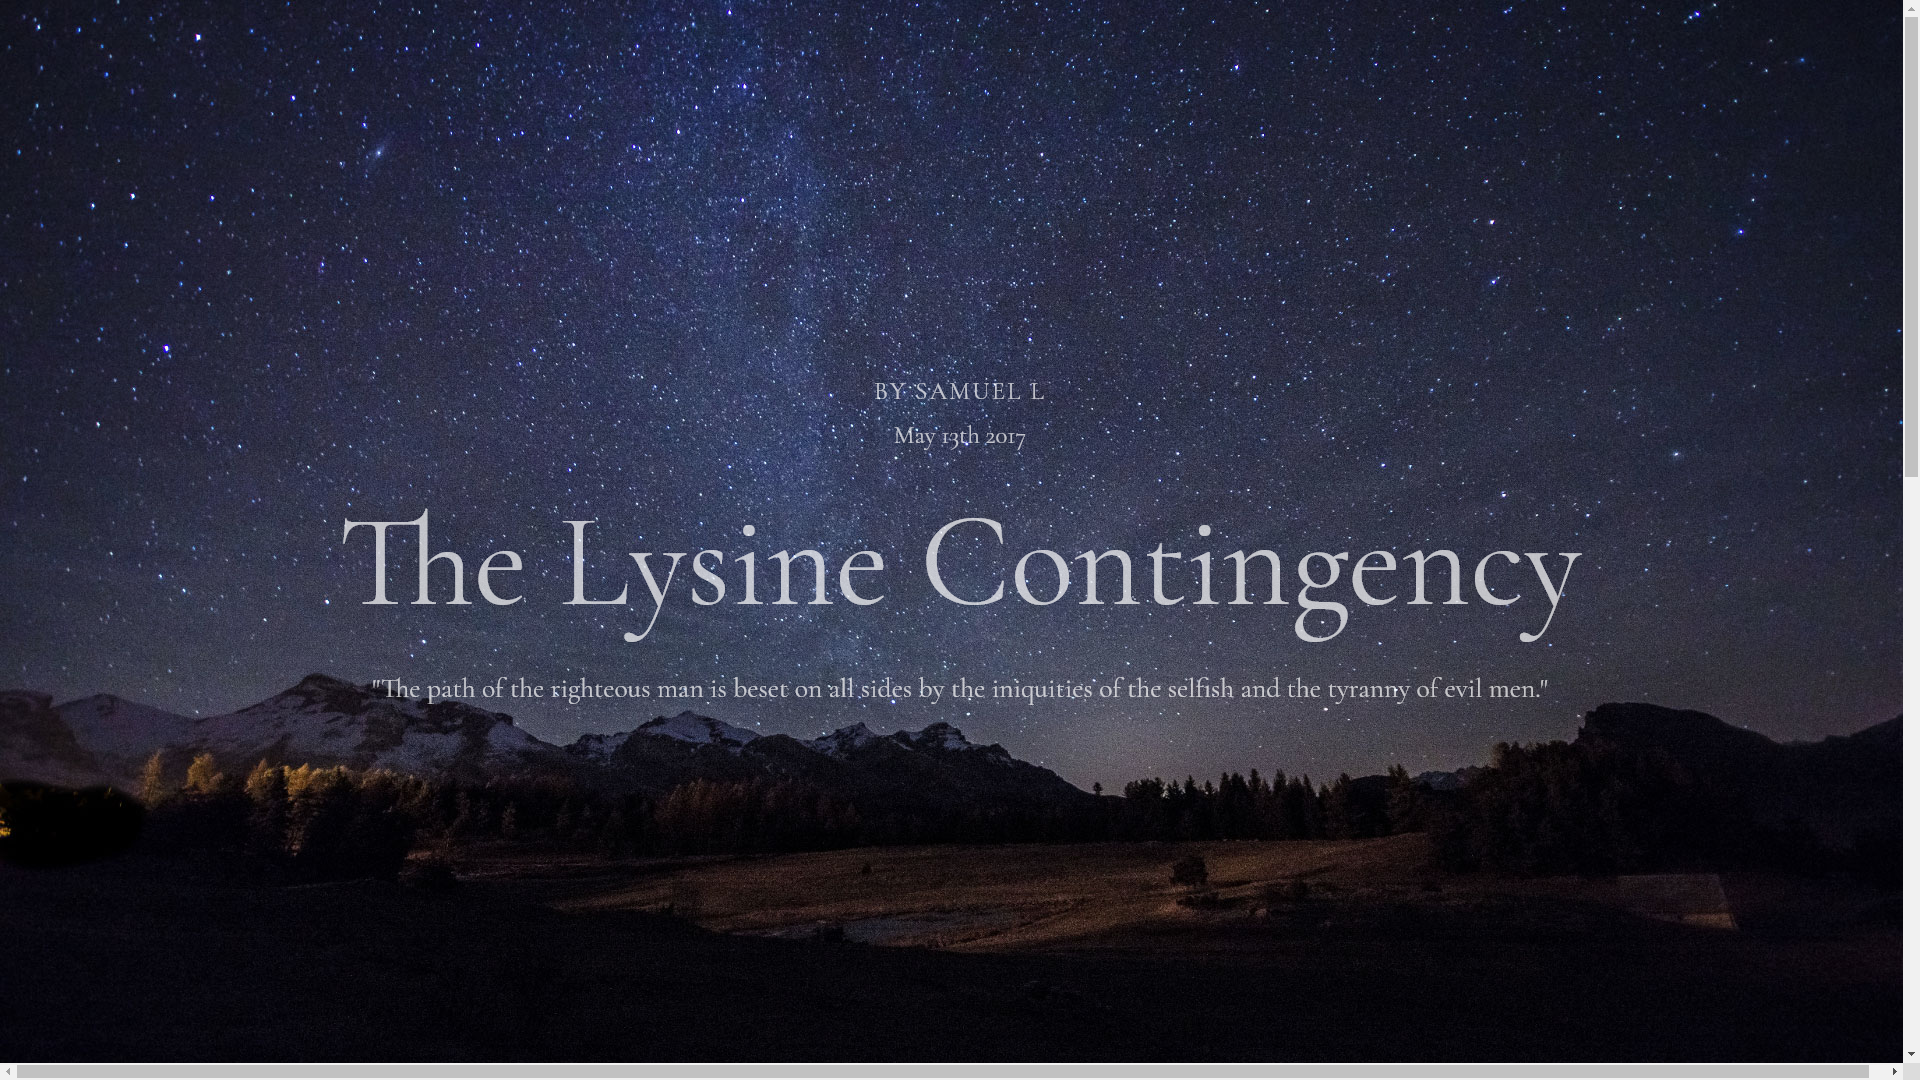 BY SAMUEL L
May 13th 2017
The Lysine Contingency
"The path of the righteous man is beset on all sides by the iniquities of the selfish and the tyranny of evil men."